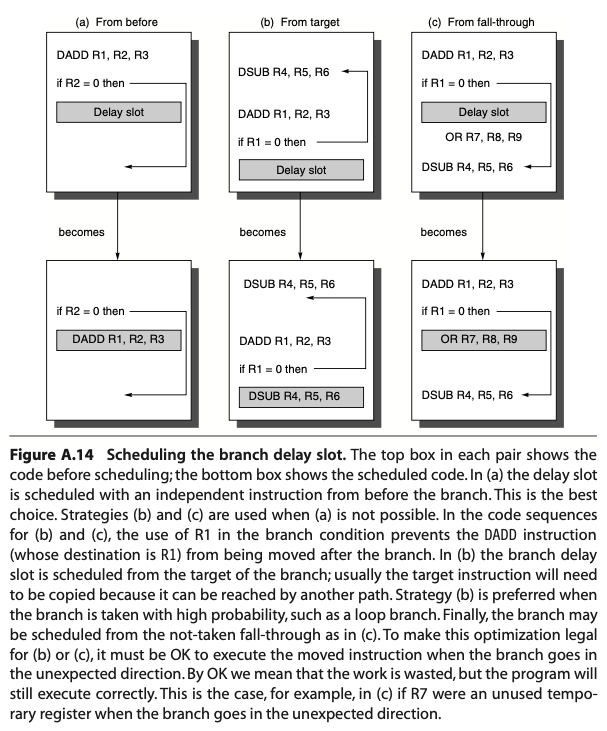 (a) From before
(b) From target
(c) From fall-through
DADD R1, R2, R3
if R2 = 0 then
Delay slot
DSUB R4, R5, R6
DADD R1, R2, R3
if R1 = 0 then
Delay slot
DADD R1, R2, R3
if R1 = 0 then
Delay slot
OR R7, R8, R9
DSUB R4, R5, R6
becomes
becomes
becomes
if R2 = 0 then
DADD R1, R2, R3
DSUB R4, R5, R6
DADD R1, R2, R3
if R1 = 0 then
DSUB R4, R5, R6
DADD R1, R2, R3
if R1 = 0 then
OR R7, R8, R9
DSUB R4, R5, R6
Figure A.14 Scheduling the branch delay slot. The top box in each pair shows the
code before scheduling; the bottom box shows the scheduled code. In (a) the delay slot
is scheduled with an independent instruction from before the branch. This is the best
choice. Strategies (b) and (c) are used when (a) is not possible. In the code sequences
for (b) and (c), the use of R1 in the branch condition prevents the DADD instruction
(whose destination is R1) from being moved after the branch. In (b) the branch delay
slot is scheduled from the target of the branch; usually the target instruction will need
to be copied because it can be reached by another path. Strategy (b) is preferred when
the branch is taken with high probability, such as a loop branch. Finally, the branch may
be scheduled from the not-taken fall-through as in (c). To make this optimization legal
for (b) or (c), it must be OK to execute the moved instruction when the branch goes in
the unexpected direction. By OK we mean that the work is wasted, but the program will
still execute correctly. This is the case, for example, in (c) if R7 were an unused tempo-
rary register when the branch goes in the unexpected direction.